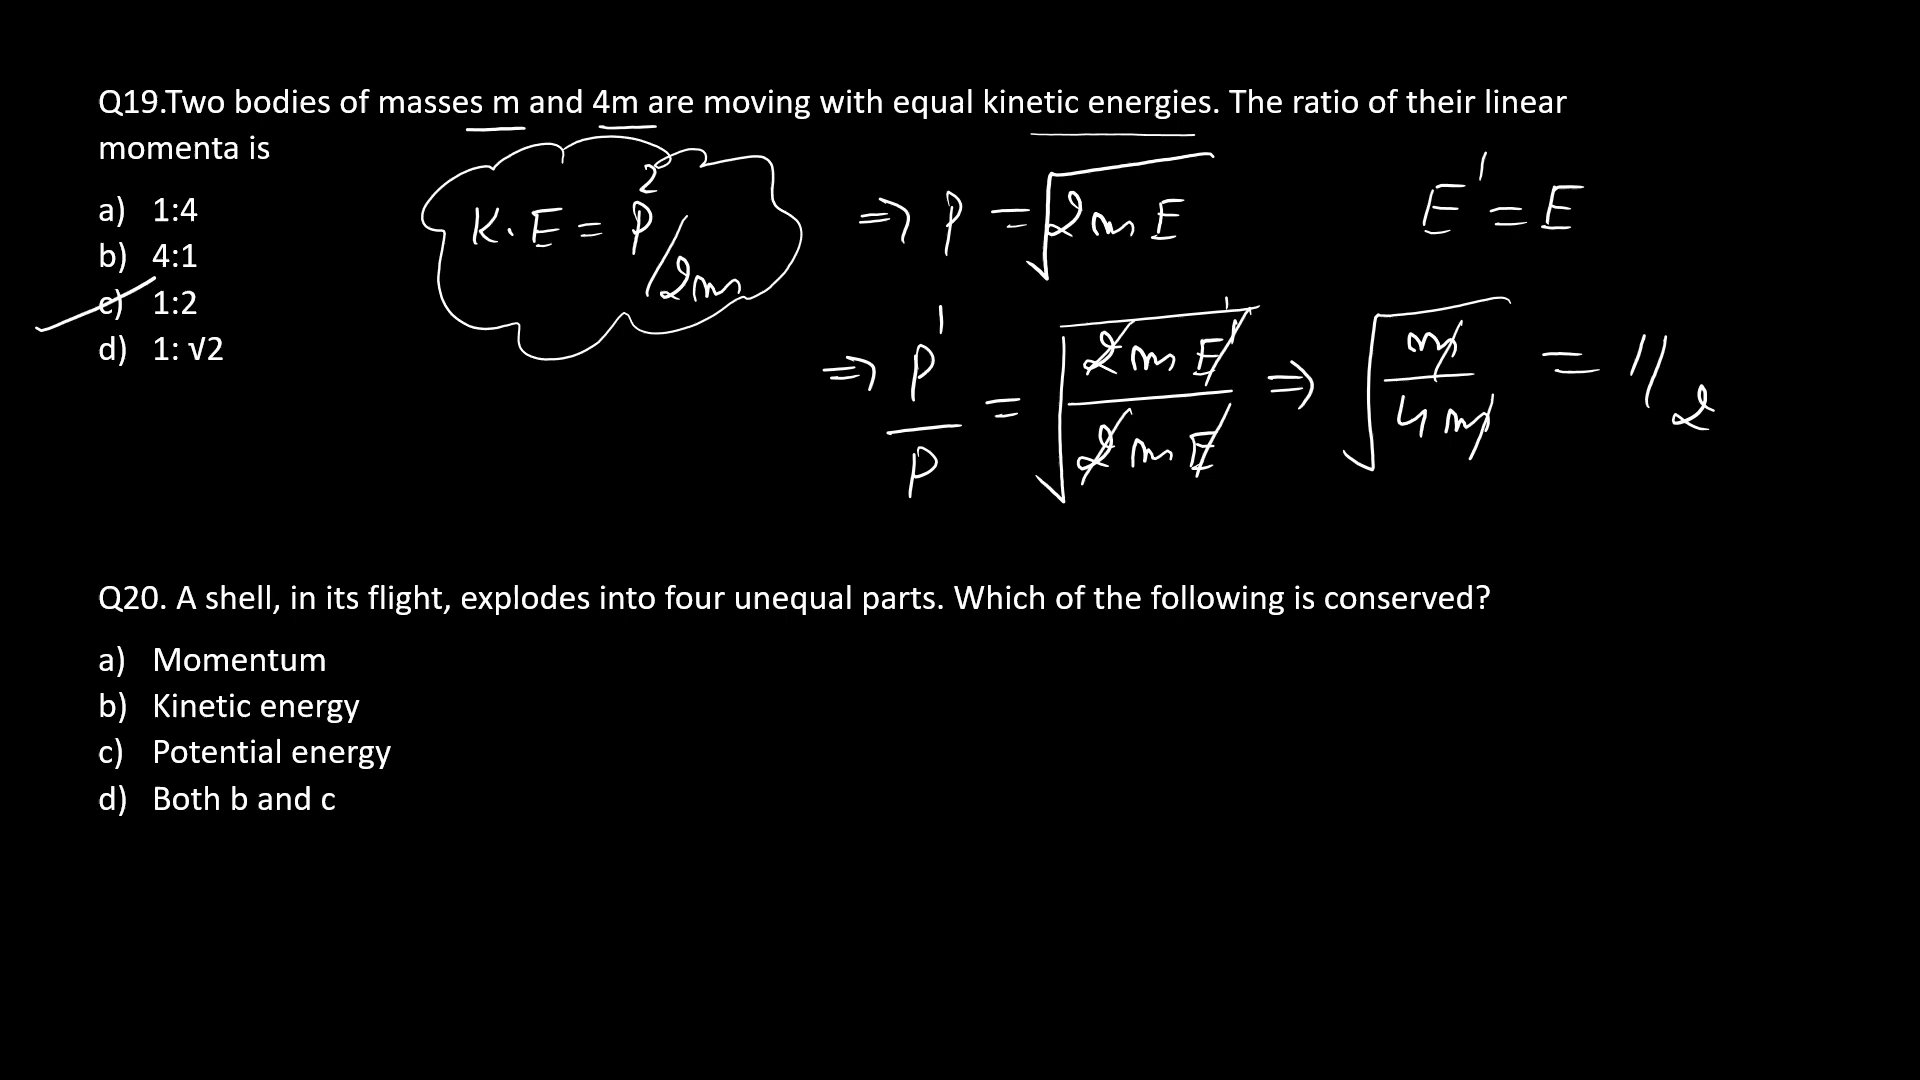 Q19.Two bodies of masses m and 4m are moving with equal kinetic energies. The ratio of their linear
momenta is
a) 1:4
b) 4:1
c) 1:2
d) 1: √2
K.E = P²/2m
⇒ P = √2mE
E' = E
⇒ P'/P = √(2mE'/2mE) ⇒ √(m/4m) = 1/2
Q20. A shell, in its flight, explodes into four unequal parts. Which of the following is conserved?
a) Momentum
b) Kinetic energy
c) Potential energy
d) Both b and c